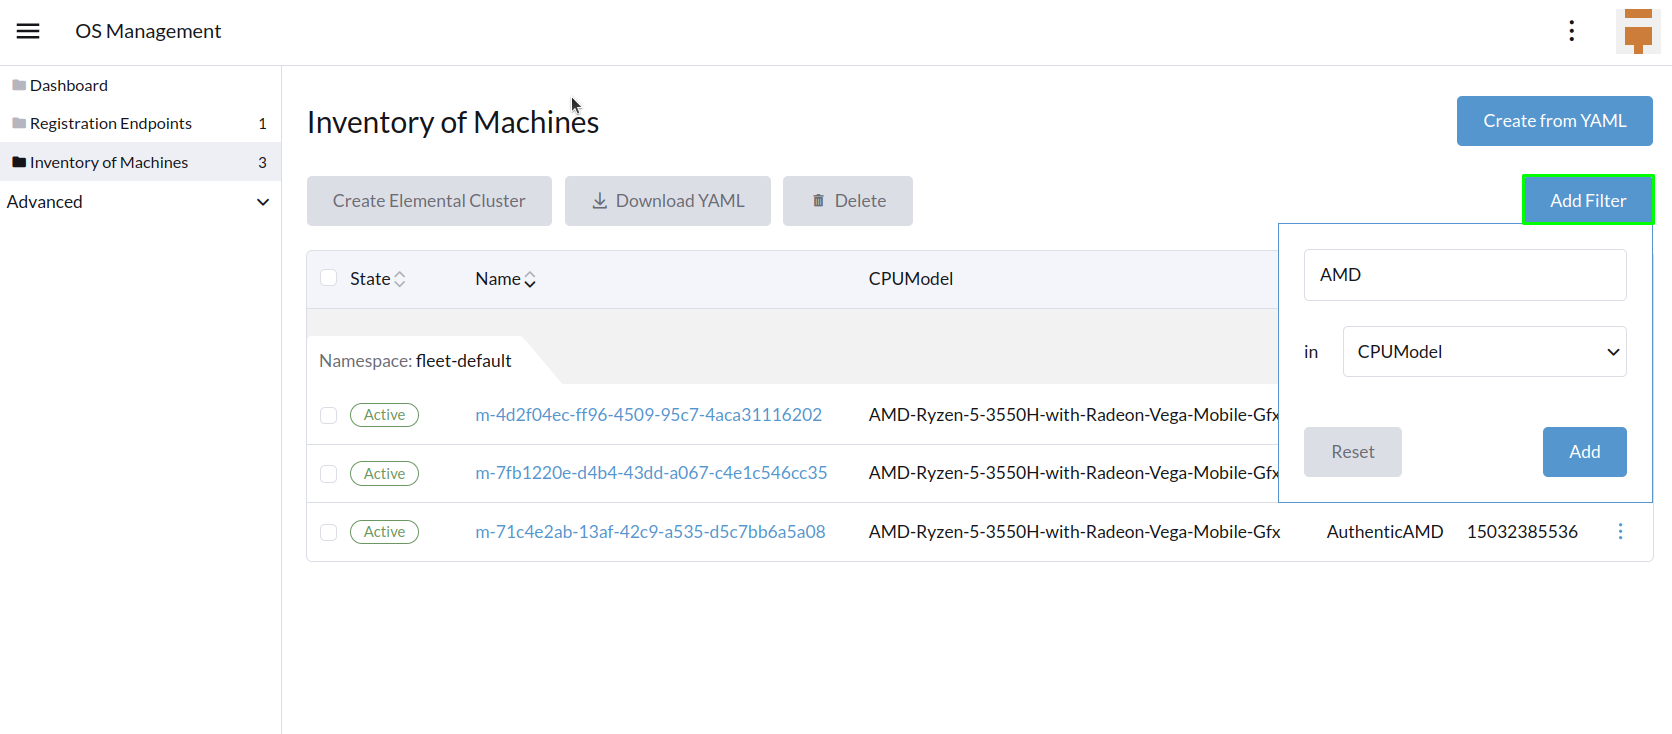 OS Management
Dashboard
Registration Endpoints 1
Inventory of Machines 3
Advanced
Inventory of Machines
Create from YAML
Create Elemental Cluster Download YAML Delete Add Filter
AMD
State Name CPUModel
in CPUModel
Namespace: fleet-default
Active m-4d2f04ec-ff96-4509-95c7-4aca31116202 AMD-Ryzen-5-3550H-with-Radeon-Vega-Mobile-Gfx
Reset Add
Active m-7fb1220e-d4b4-43dd-a067-c4e1c546cc35 AMD-Ryzen-5-3550H-with-Radeon-Vega-Mobile-Gfx
Active m-71c4e2ab-13af-42c9-a535-d5c7bb6a5a08 AMD-Ryzen-5-3550H-with-Radeon-Vega-Mobile-Gfx AuthenticAMD 15032385536